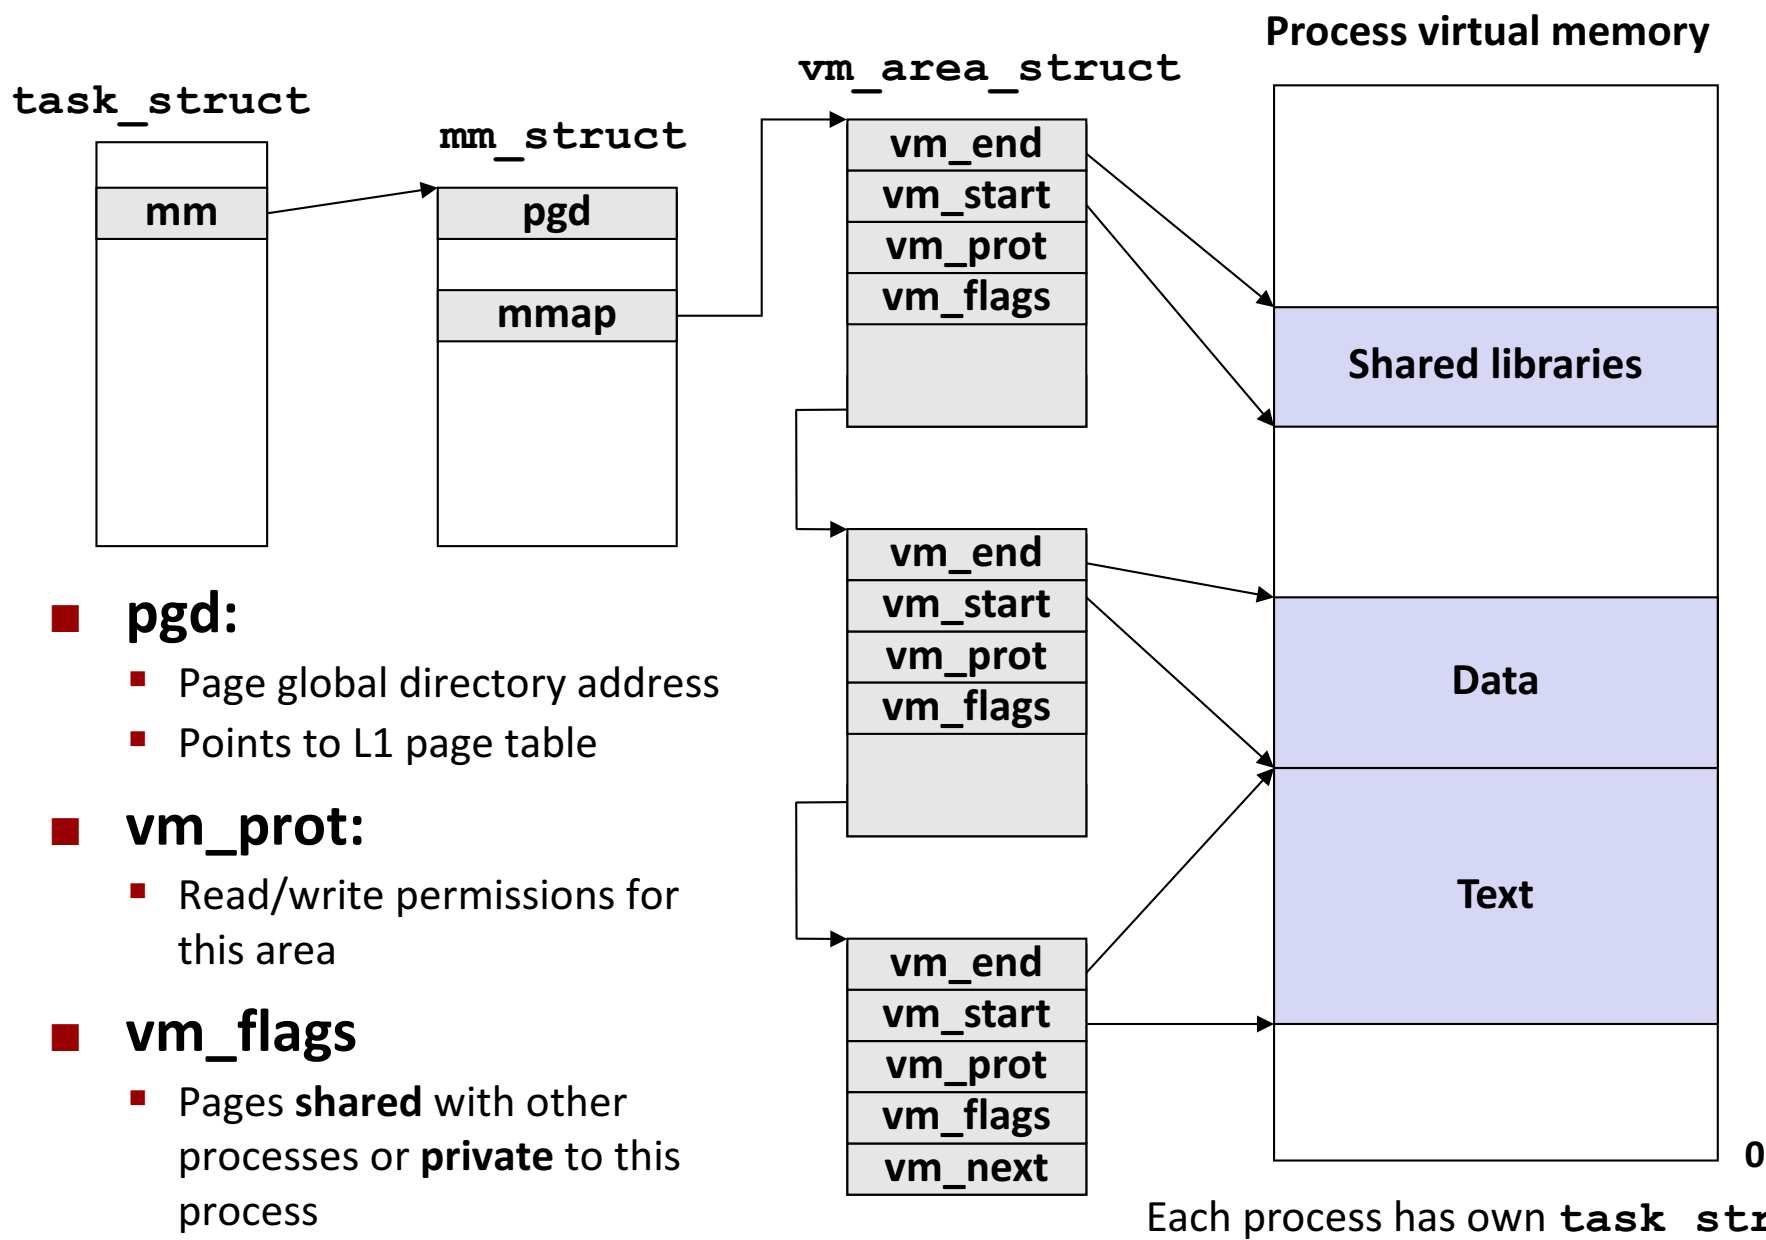 Process virtual memory
vm_area_struct
task_struct
mm_struct
mm
pgd
mmap
vm_end
vm_start
vm_prot
vm_flags
Shared libraries
vm_end
vm_start
vm_prot
vm_flags
Data
vm_end
vm_start
vm_prot
vm_flags
vm_next
Text
0
■ pgd:
▪ Page global directory address
▪ Points to L1 page table
■ vm_prot:
▪ Read/write permissions for
this area
■ vm_flags
▪ Pages shared with other
processes or private to this
process
Each process has own task str